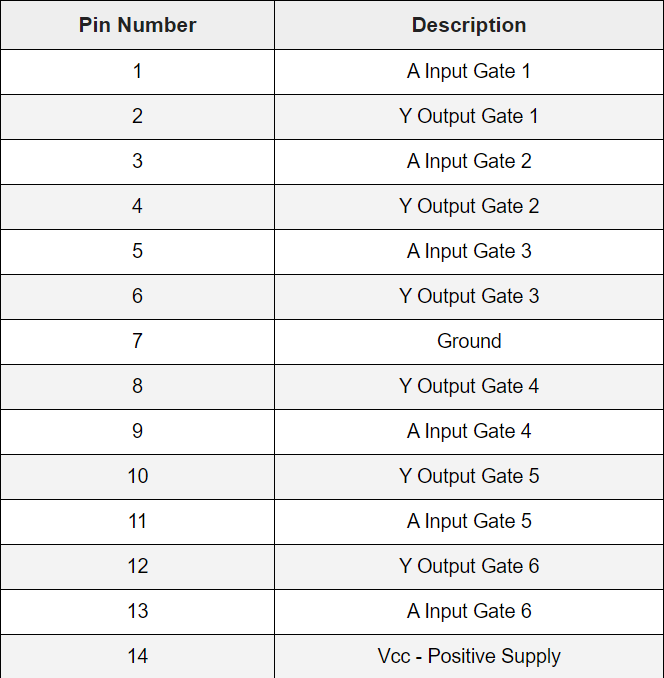 Pin Number Description
1 A Input Gate 1
2 Y Output Gate 1
3 A Input Gate 2
4 Y Output Gate 2
5 A Input Gate 3
6 Y Output Gate 3
7 Ground
8 Y Output Gate 4
9 A Input Gate 4
10 Y Output Gate 5
11 A Input Gate 5
12 Y Output Gate 6
13 A Input Gate 6
14 Vcc - Positive Supply